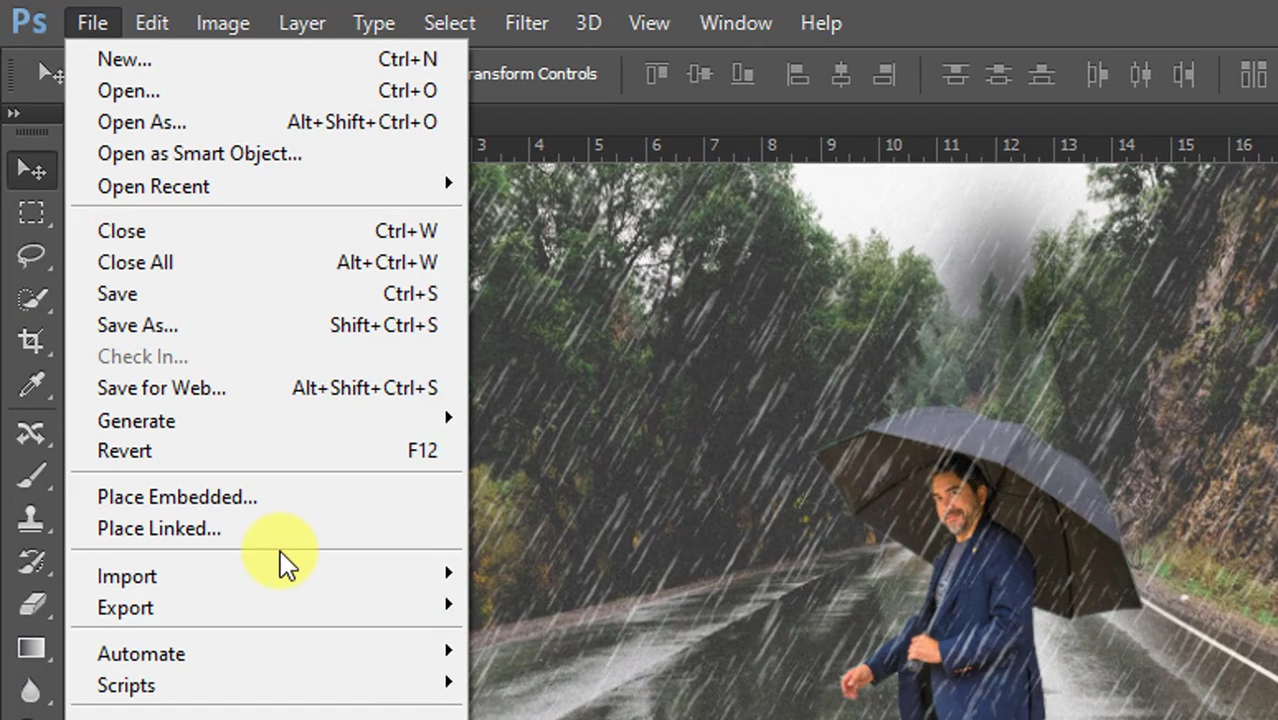 Ps File Edit Image Layer Type Select Filter 3D View Window Help
New... Ctrl+N
ransform Controls
Open... Ctrl+O
Open As... Alt+Shift+Ctrl+O
Open as Smart Object...
3 4 5 6 7 8 9 10 11 12 13 14 15 16
Open Recent
Close Ctrl+W
Close All Alt+Ctrl+W
Save Ctrl+S
Save As... Shift+Ctrl+S
Check In...
Save for Web... Alt+Shift+Ctrl+S
Generate
Revert F12
Place Embedded...
Place Linked...
Import
Export
Automate
Scripts